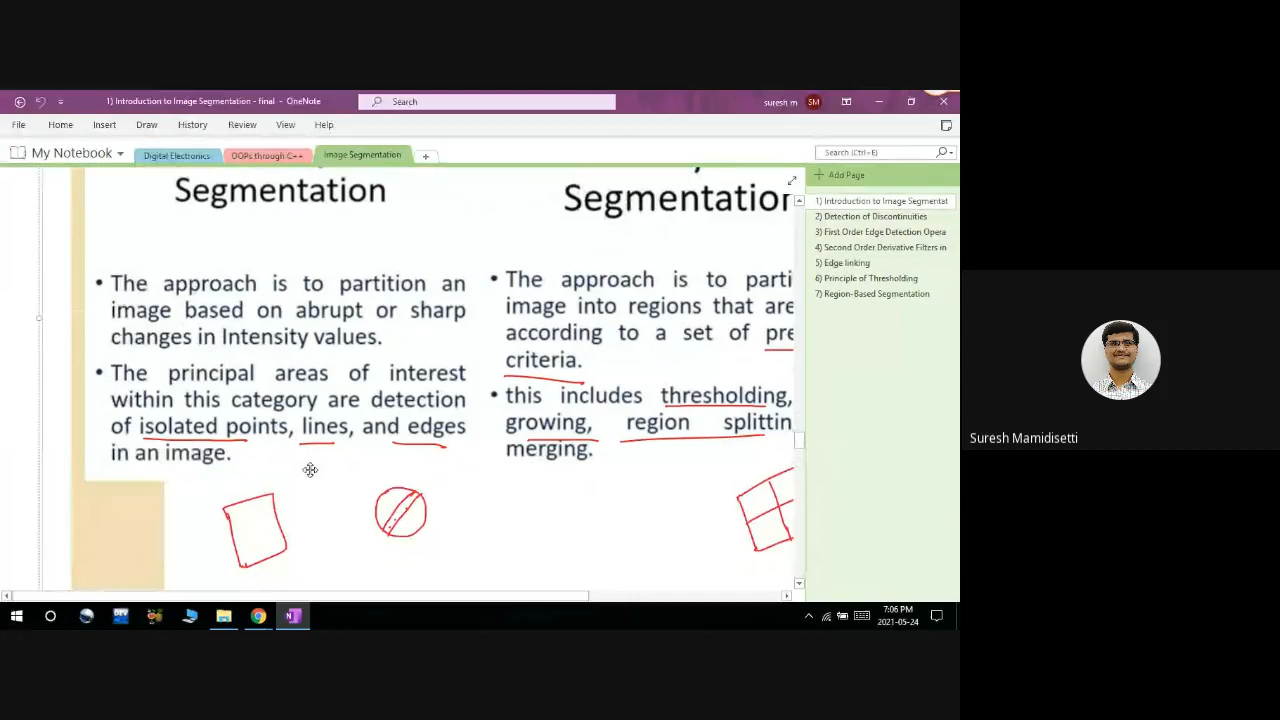 1) Introduction to Image Segmentation - final - OneNote
Search
suresh m
SM
File Home Insert Draw History Review View Help
My Notebook
Digital Electronics
OOPs through C++
Image Segmentation
Search (Ctrl+E)
Add Page
1) Introduction to Image Segmentat
2) Detection of Discontinuities
3) First Order Edge Detection Opera
4) Second Order Derivative Filters in
5) Edge linking
6) Principle of Thresholding
7) Region-Based Segmentation
Segmentation
• The approach is to partition an
image based on abrupt or sharp
changes in Intensity values.
• The principal areas of interest
within this category are detection
of isolated points, lines, and edges
in an image.
Segmentation
• The approach is to parti
image into regions that are
according to a set of pre
criteria.
• this includes thresholding,
growing, region splittin
merging.
Suresh Mamidisetti
DEV
7:06 PM
2021-05-24